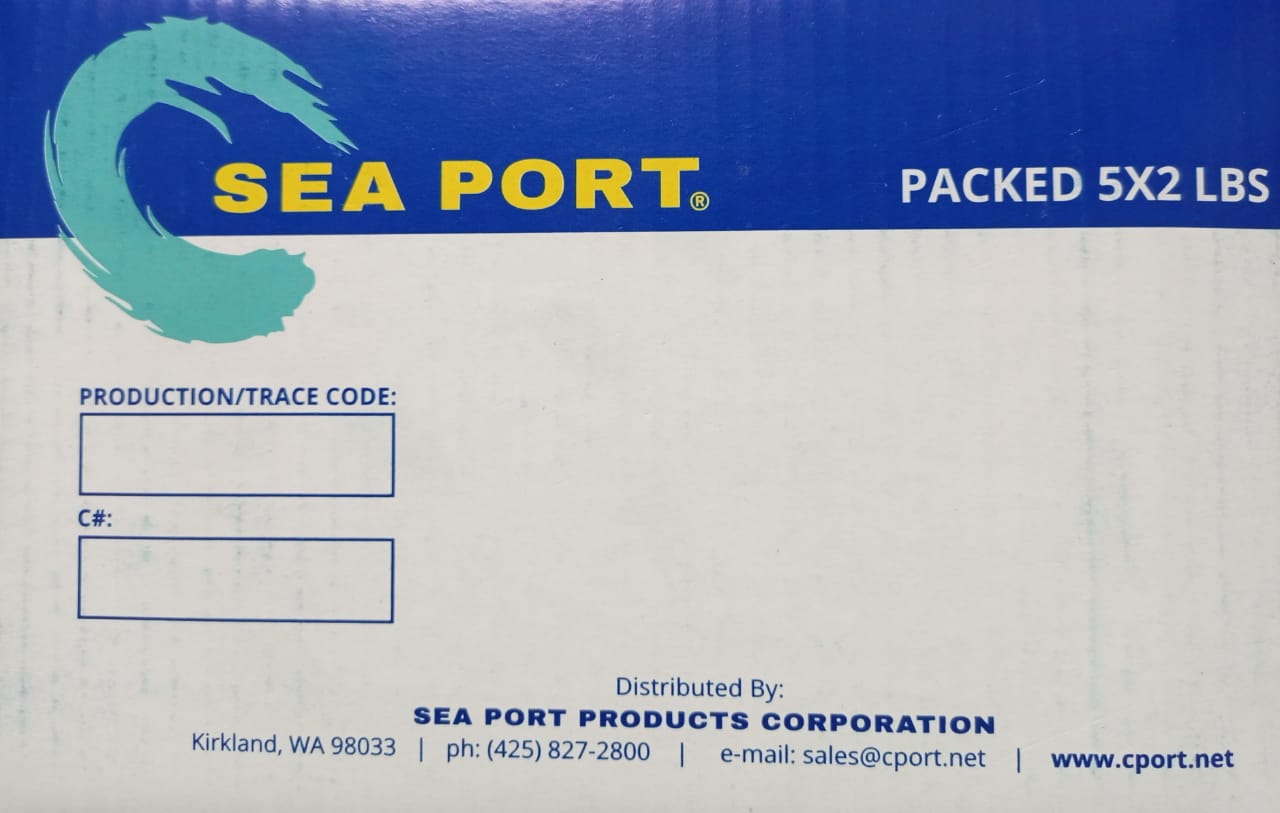 SEA PORT®
PACKED 5X2 LBS
PRODUCTION/TRACE CODE:
C#:
Distributed By:
SEA PORT PRODUCTS CORPORATION
Kirkland, WA 98033 | ph: (425) 827-2800 | e-mail: sales@cport.net | www.cport.net